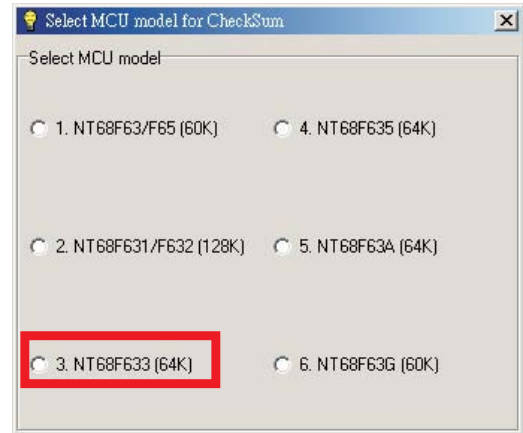 Select MCU model for CheckSum
Select MCU model
1. NT68F63/F65 (60K)
4. NT68F635 (64K)
2. NT68F631/F632 (128K)
5. NT68F63A (64K)
3. NT68F633 (64K)
6. NT68F63G (60K)